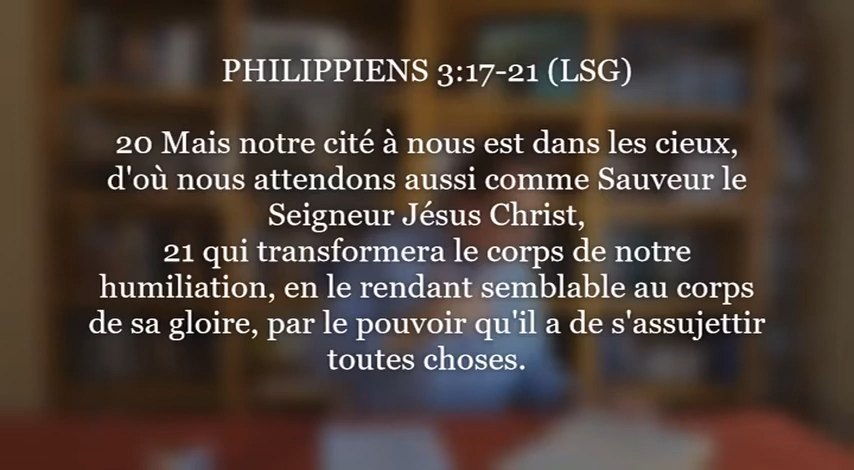 PHILIPPIENS 3:17-21 (LSG)
20 Mais notre cité à nous est dans les cieux,
d'où nous attendons aussi comme Sauveur le
Seigneur Jésus Christ,
21 qui transformera le corps de notre
humiliation, en le rendant semblable au corps
de sa gloire, par le pouvoir qu'il a de s'assujettir
toutes choses.